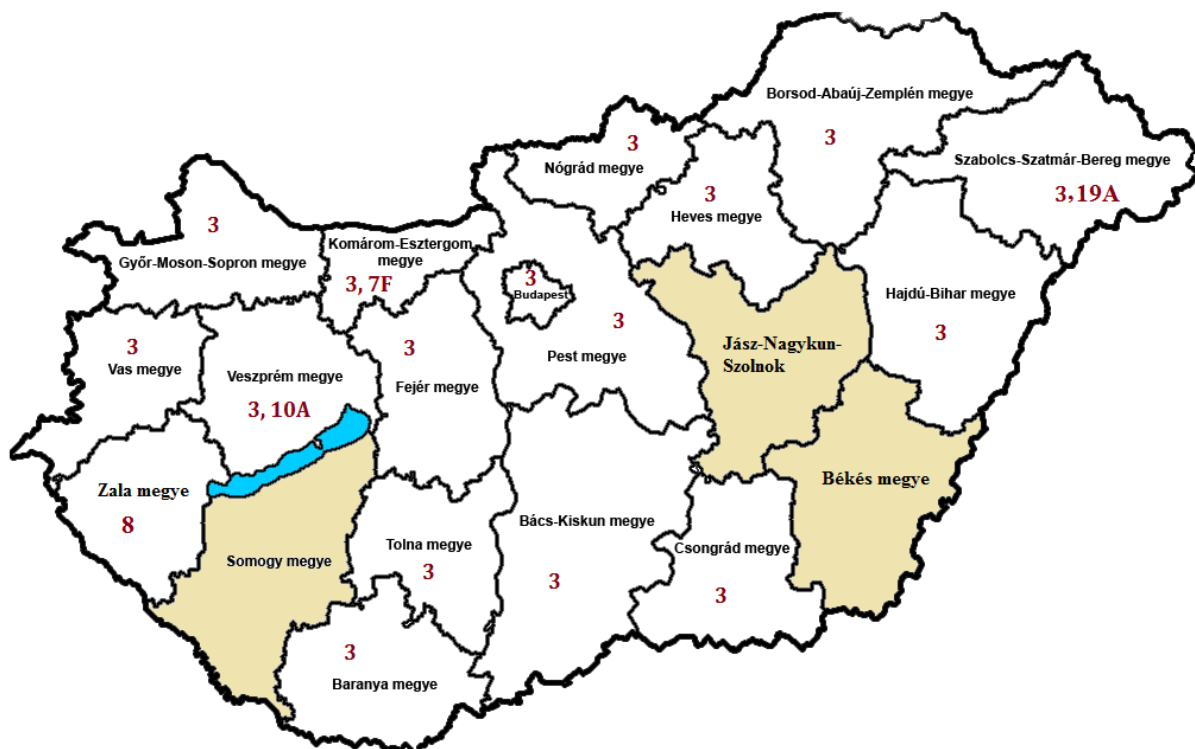 Borsod-Abaúj-Zemplén megye
3
Nógrád megye
3
Szabolcs-Szatmár-Bereg megye
3,19A
3
Heves megye
3
Győr-Moson-Sopron megye
Komárom-Esztergom
megye
3, 7F
3
Budapest
Hajdú-Bihar megye
3
3
Pest megye
Jász-Nagykun-
Szolnok
3
Vas megye
Veszprém megye
3, 10A
3
Fejér megye
Zala megye
8
Békés megye
Somogy megye
Tolna megye
3
Bács-Kiskun megye
3
Csongrád megye
3
3
Baranya megye